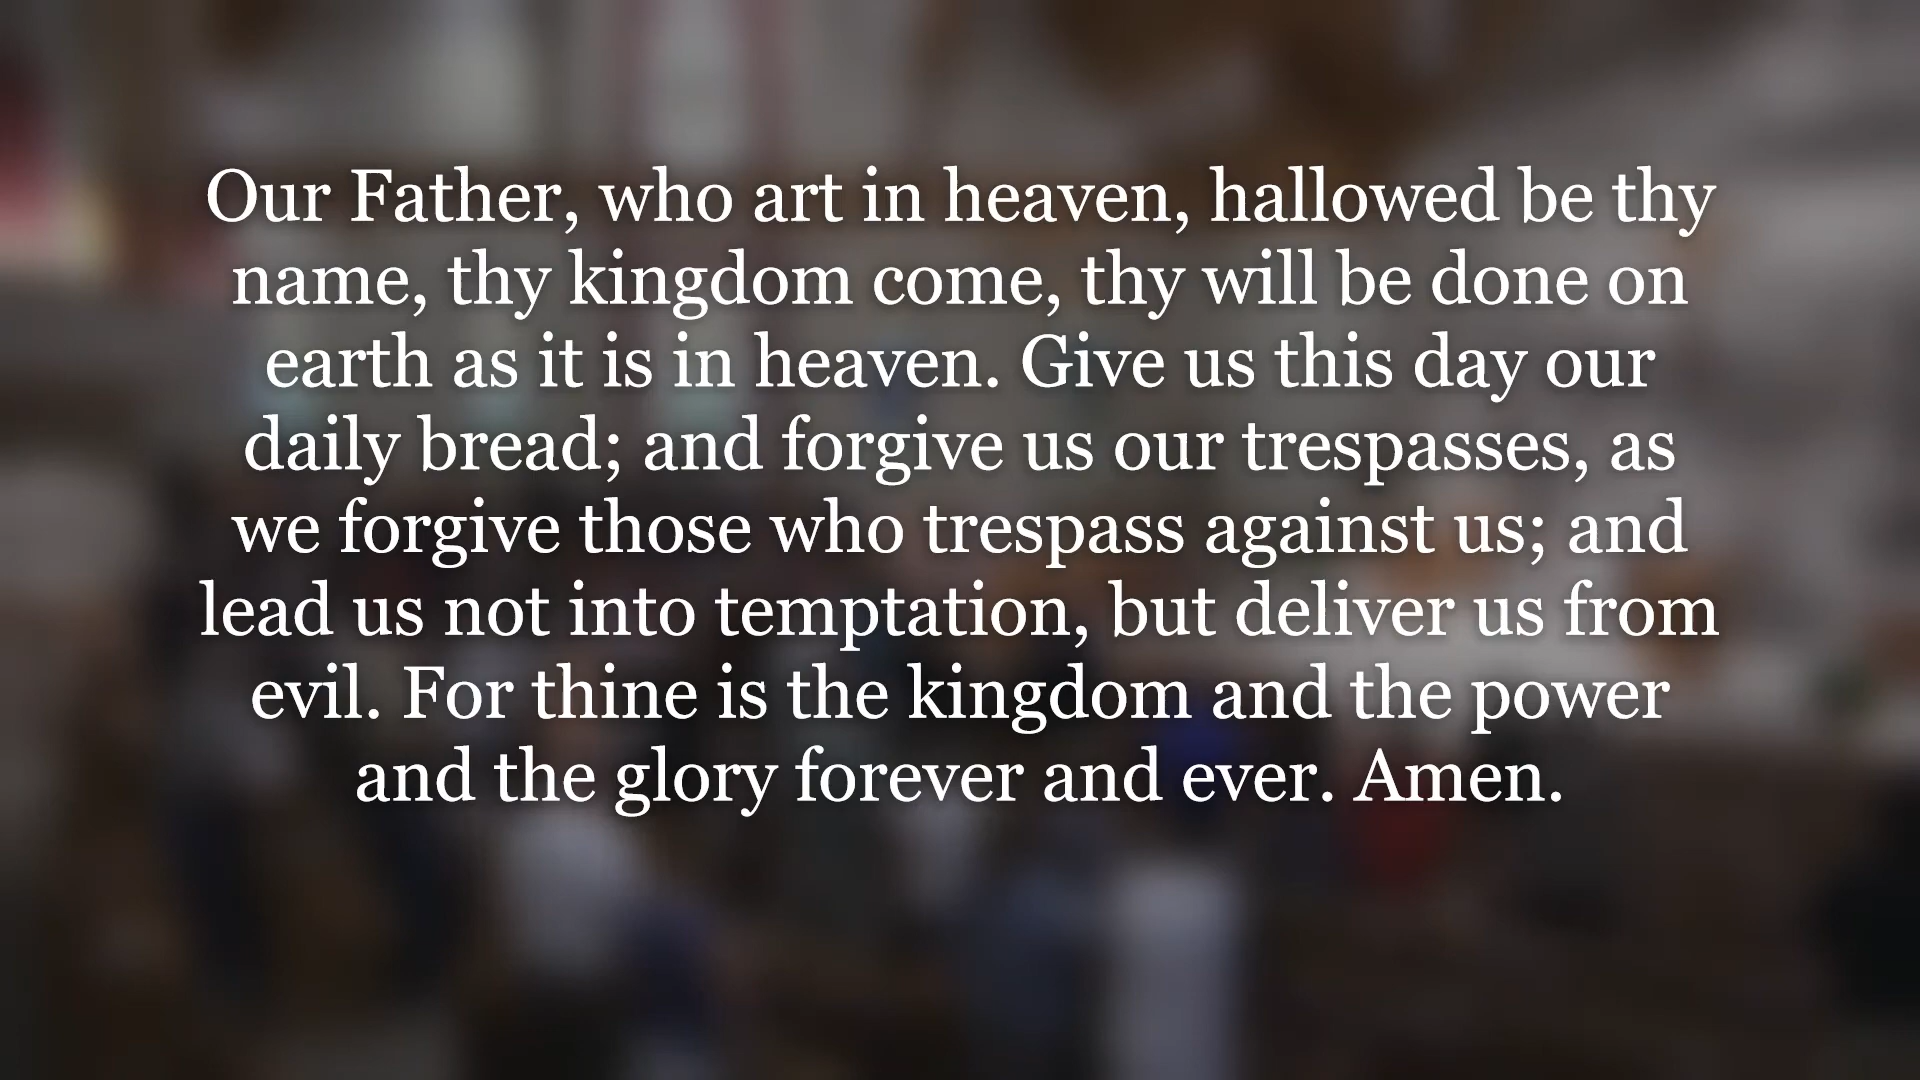 Our Father, who art in heaven, hallowed be thy
name, thy kingdom come, thy will be done on
earth as it is in heaven. Give us this day our
daily bread; and forgive us our trespasses, as
we forgive those who trespass against us; and
lead us not into temptation, but deliver us from
evil. For thine is the kingdom and the power
and the glory forever and ever. Amen.